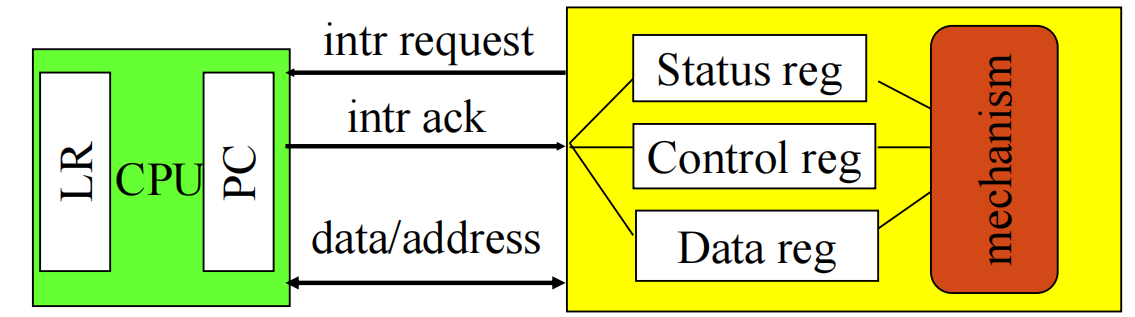 LR
CPU
PC
intr request
intr ack
data/address
Status reg
Control reg
Data reg
mechanism